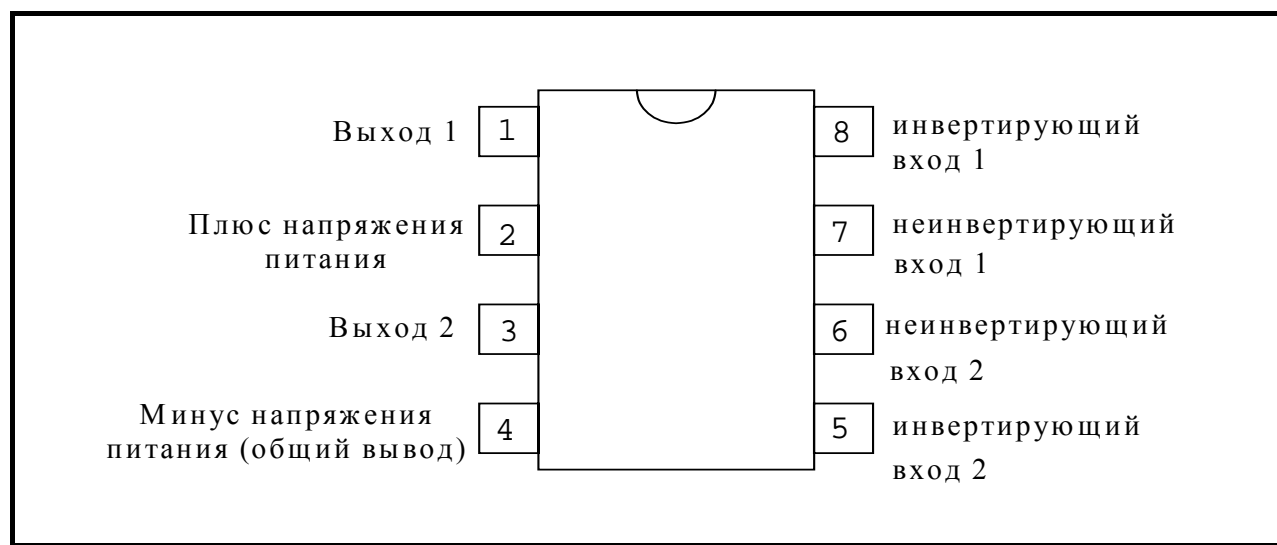 Выход 1
1
Плюс напряжения
питания
2
Выход 2
3
Минус напряжения
питания (общий вывод)
4
8
инвертирующий
вход 1
7
неинвертирующий
вход 1
6
неинвертирующий
вход 2
5
инвертирующий
вход 2